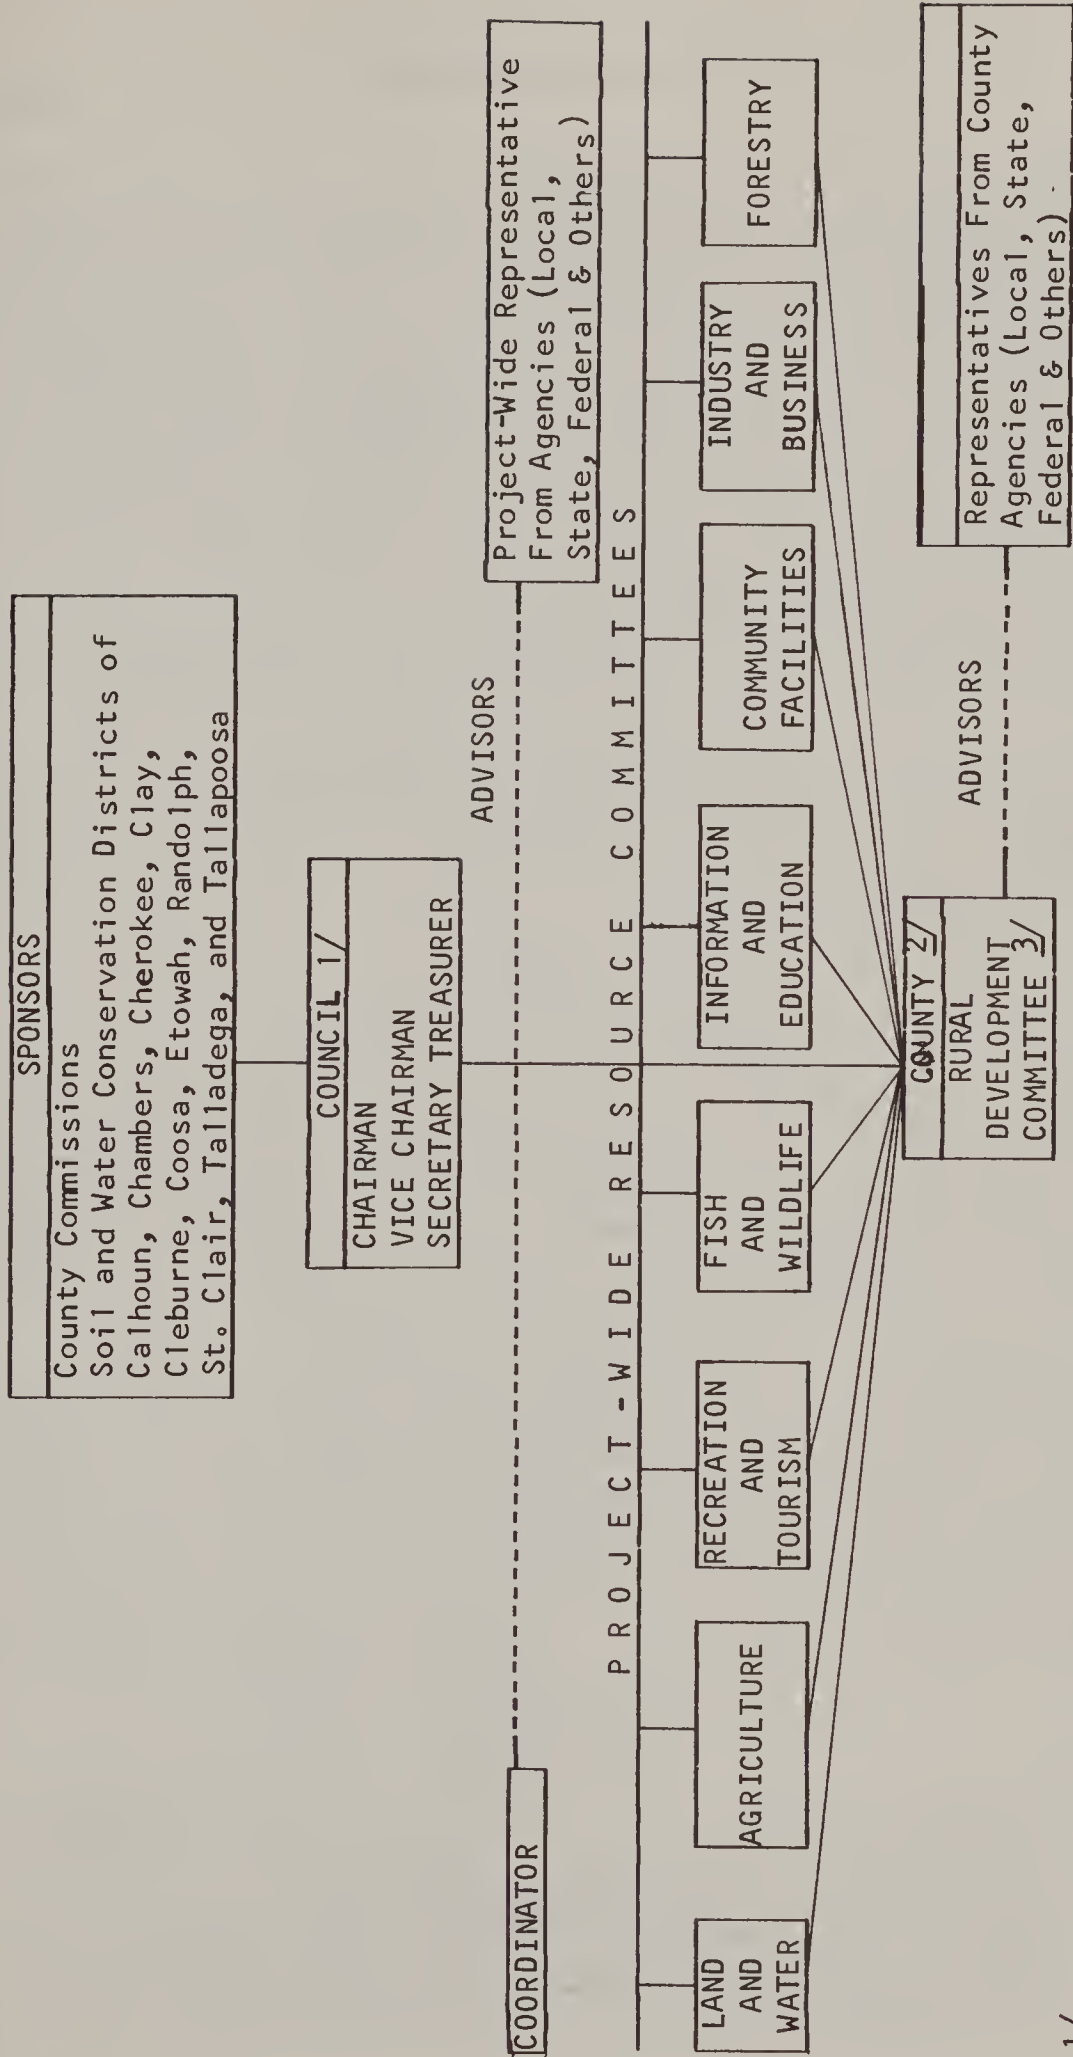 SPONSORS
County Commissions
Soil and Water Conservation Districts of
Calhoun, Chambers, Cherokee, Clay,
Cleburne, Coosa, Etowah, Randolph,
St. Clair, Talladega, and Tallapoosa
COUNCIL 1/
CHAIRMAN
VICE CHAIRMAN
SECRETARY TREASURER
COORDINATOR
ADVISORS
Project-Wide Representative
From Agencies (Local,
State, Federal & Others)
PROJECT-WIDE RESOURCE COMMITTEES
LAND
AND
WATER
AGRICULTURE
RECREATION
AND
TOURISM
FISH
AND
WILDLIFE
INFORMATION
AND
EDUCATION
COMMUNITY
FACILITIES
INDUSTRY
AND
BUSINESS
FORESTRY
COUNTY 2/
RURAL
DEVELOPMENT
COMMITTEE 3/
ADVISORS
Representatives From County
Agencies (Local, State,
Federal & Others)
1/